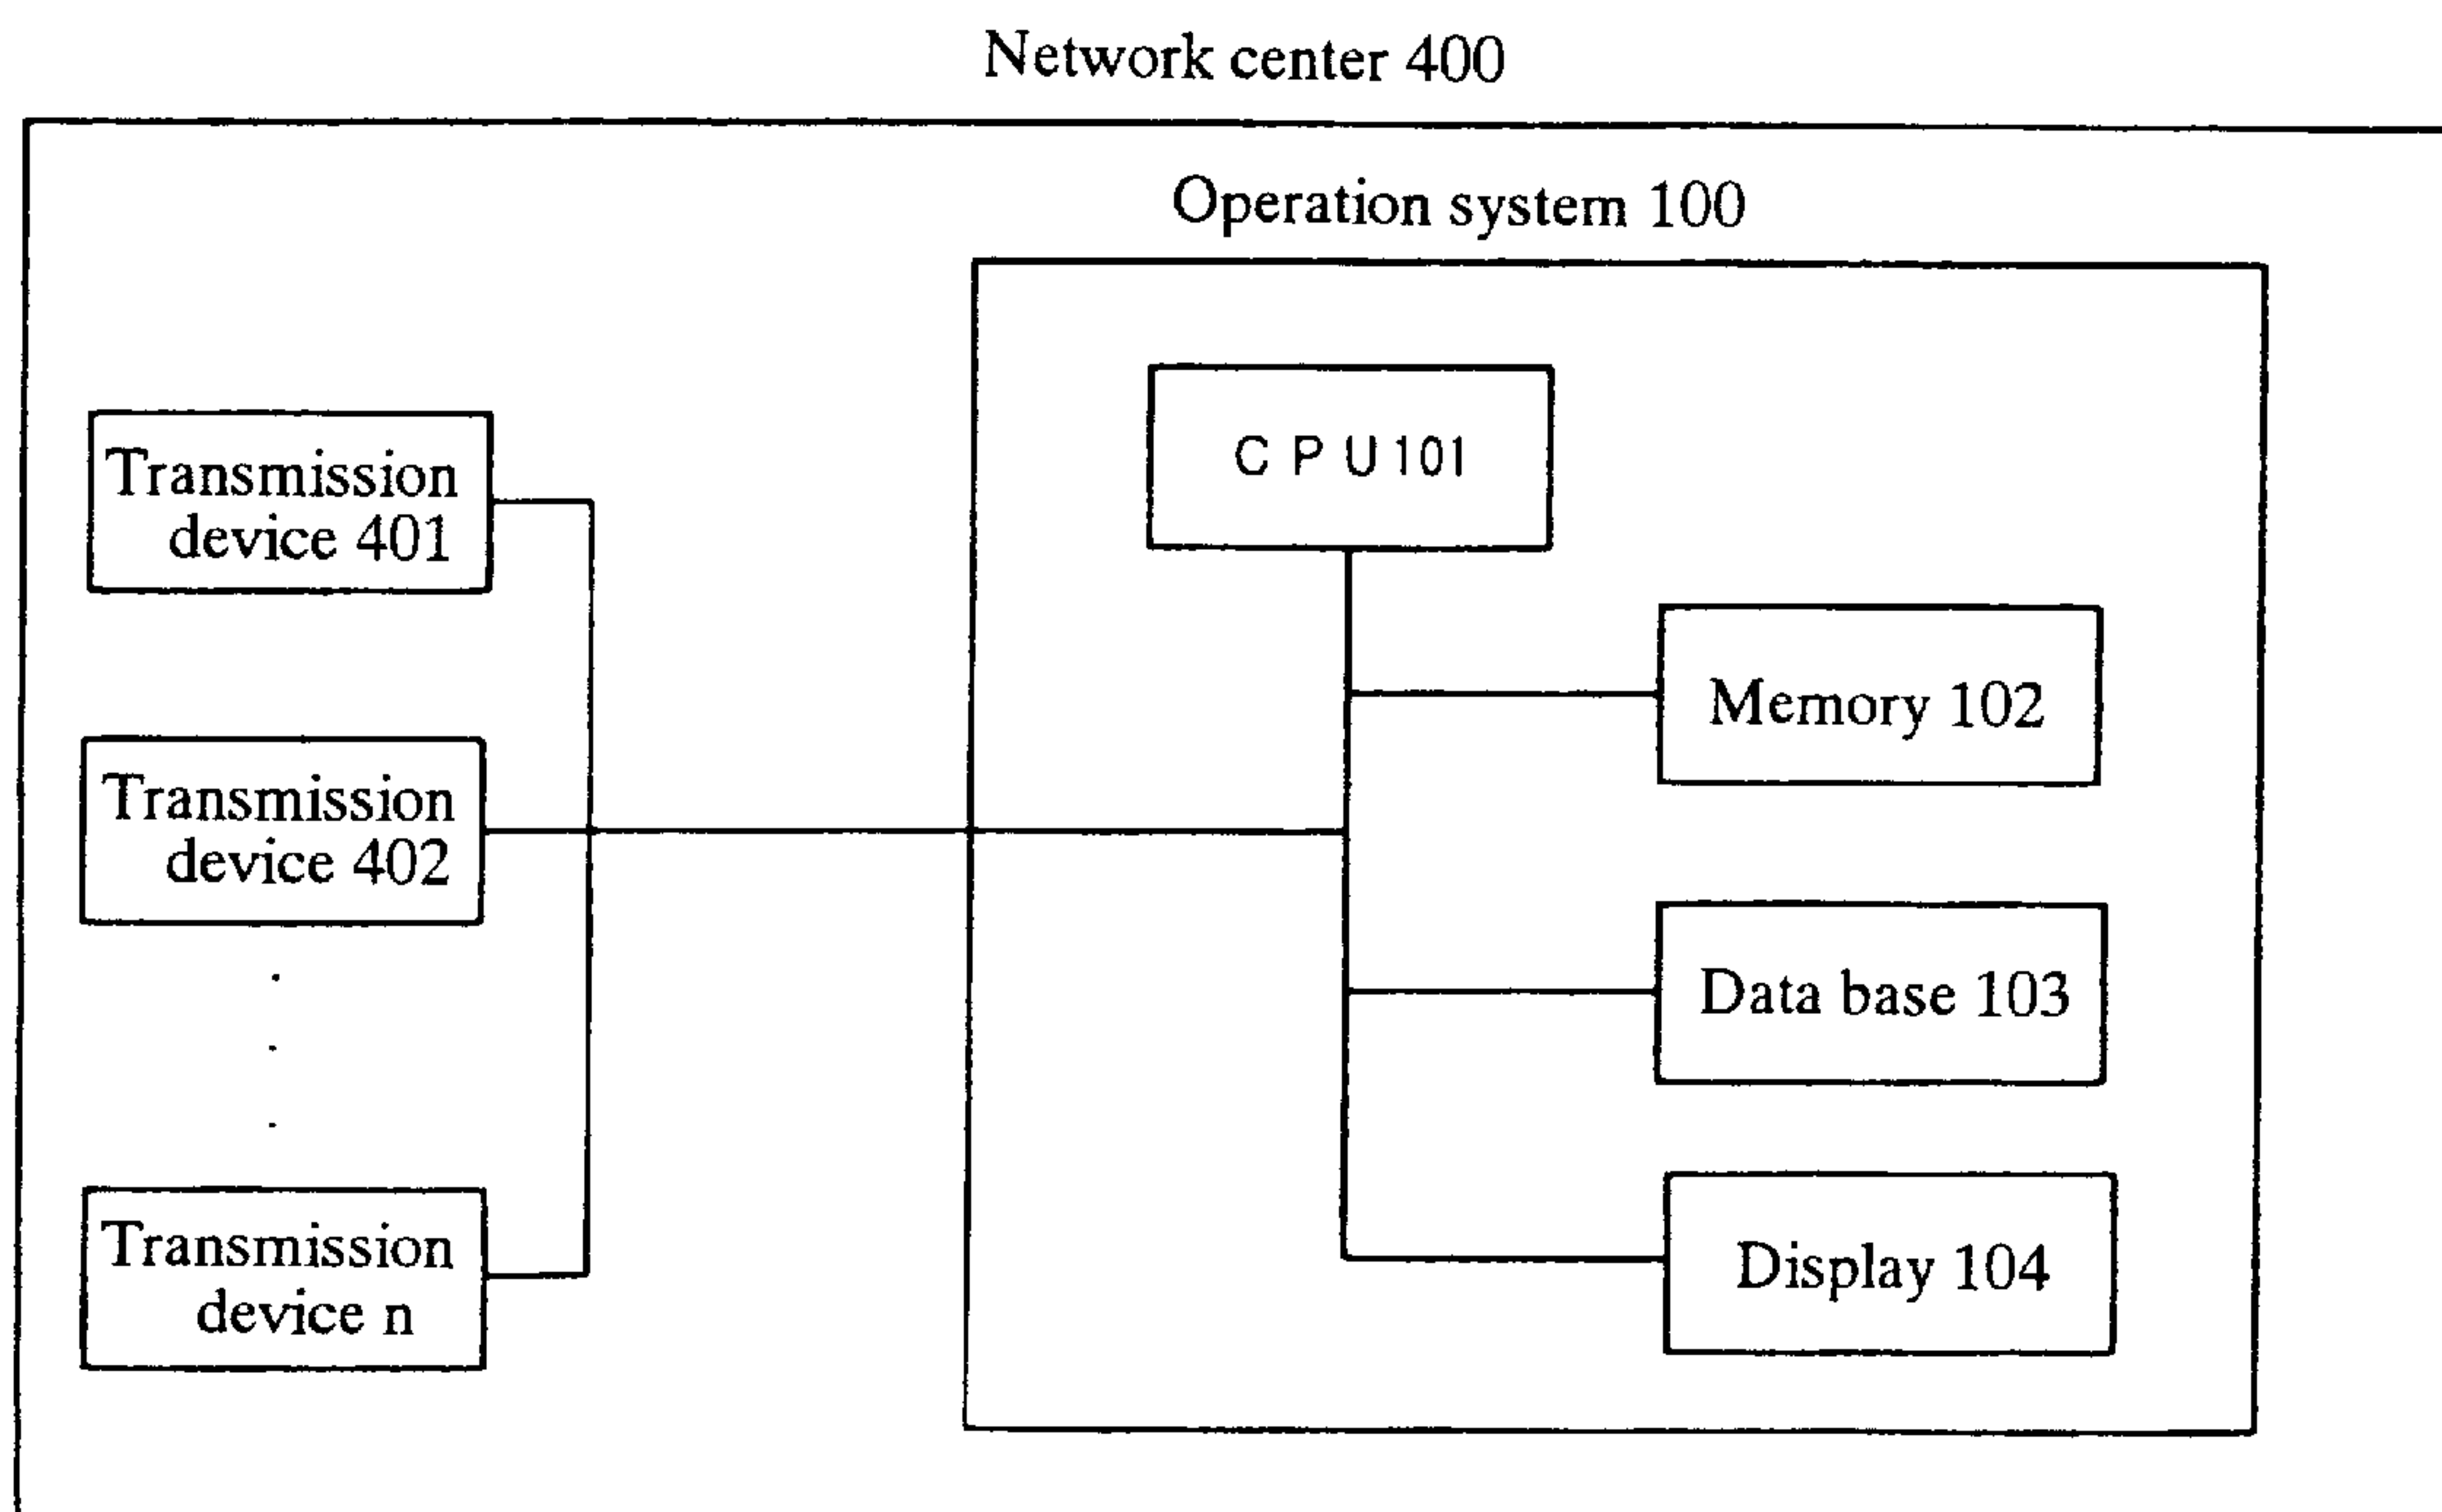 Network center 400
Operation system 100
CPU101
Transmission
device 401
Memory 102
Transmission
device 402
Data base 103
Transmission
device n
Display 104